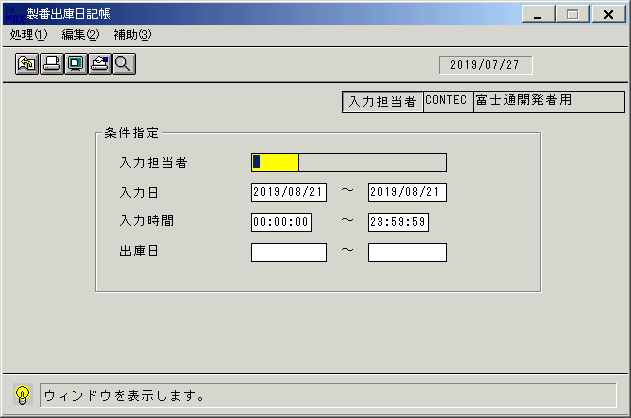 製番出庫日記帳
処理(1) 編集(2) 補助(3)
2019/07/27
入力担当者 CONTEC 富士通開発者用
条件指定
入力担当者
入力日 2019/08/21 ～ 2019/08/21
入力時間 00:00:00 ～ 23:59:59
出庫日 ～
ウィンドウを表示します。